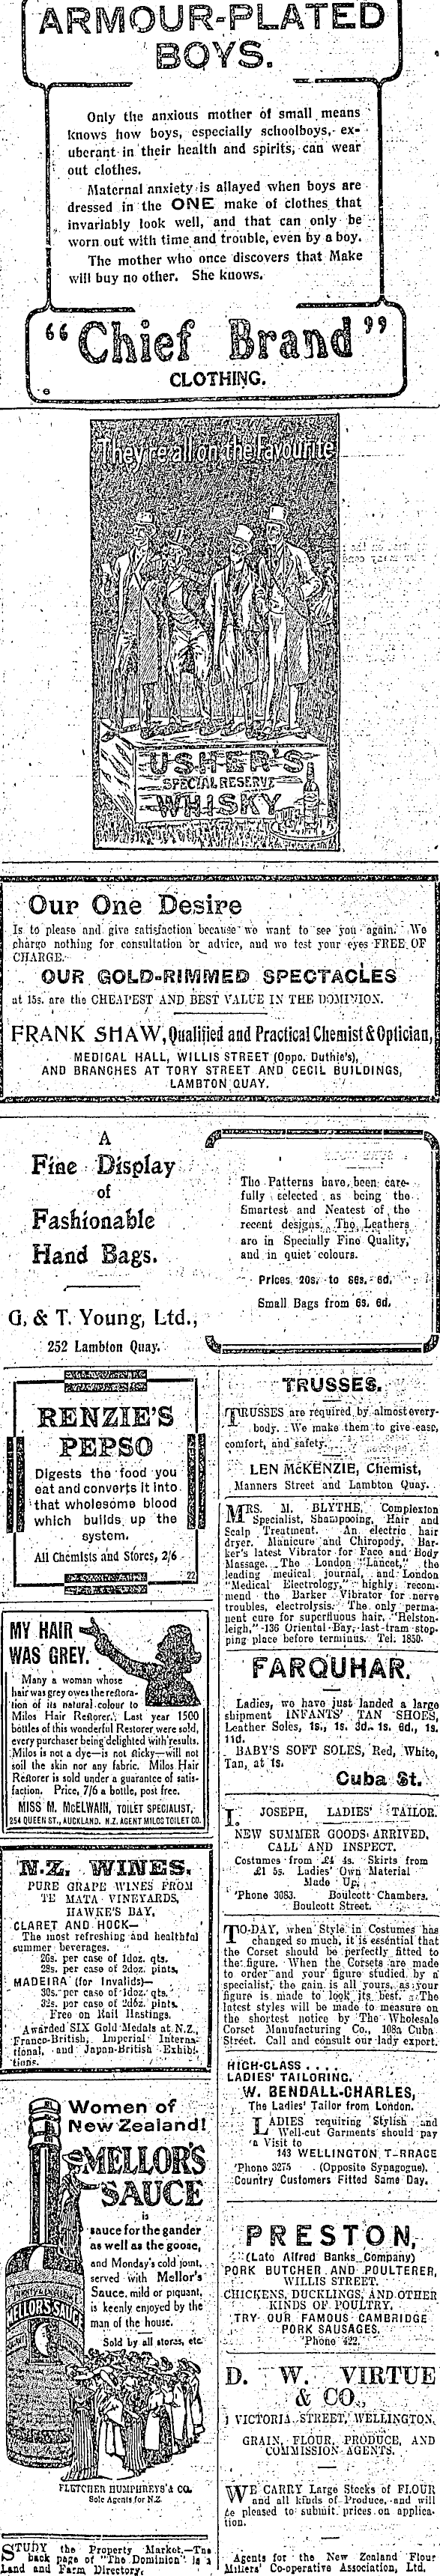 ARMOUR-PLATED
BOYS.
Only the anxious mother of small means
knows how boys, especially schoolboys, ex-
uberant in their health and spirits, can wear
out clothes.
Maternal anxiety is allayed when boys are
dressed in the ONE make of clothes that
invariably look well, and that can only be
worn out with time and trouble, even by a boy.
The mother who once discovers that Make
will buy no other. She knows.
"Chief Brand"
CLOTHING.
They're all on the Favourite
USHER'S
SPECIAL RESERVE
WHISKY
Our One Desire
Is to please and give satisfaction because we want to see you again. We
charge nothing for consultation or advice, and we test your eyes FREE OF
CHARGE.
OUR GOLD-RIMMED SPECTACLES
at 15s. are the CHEAPEST AND BEST VALUE IN THE DOMINION.
FRANK SHAW, Qualified and Practical Chemist & Optician,
MEDICAL HALL, WILLIS STREET (Oppo. Duthie's),
AND BRANCHES AT TORY STREET AND CECIL BUILDINGS,
LAMBTON QUAY.
A
Fine Display
of
Fashionable
Hand Bags.
G. & T. Young, Ltd.,
252 Lambton Quay.
The Patterns have been care-
fully selected as being the
Smartest and Neatest of the
recent designs. The Leathers
are in Specially Fine Quality,
and in quiet colours.
Prices 20s. to 86s. 6d.
Small Bags from 6s. 6d.
RENZIE'S
PEPSO
Digests the food you
eat and converts it into
that wholesome blood
which builds up the
system.
All Chemists and Stores, 2/6
22
MY HAIR
WAS GREY.
Many a woman whose
hair was grey owes the restora-
tion of its natural colour to
Milos Hair Restorer. Last year 1500
bottles of this wonderful Restorer were sold,
every purchaser being delighted with results.
Milos is not a dye—is not sticky—will not
soil the skin nor any fabric. Milos Hair
Restorer is sold under a guarantee of satis-
faction. Price, 7/6 a bottle, post free.
MISS M. McELWAIN, TOILET SPECIALIST,
254 QUEEN ST., AUCKLAND. N.Z. AGENT MILOS TOILET CO.
N.Z. WINES.
PURE GRAPE WINES FROM
TE MATA VINEYARDS,
HAWKE'S BAY.
CLARET AND HOCK—
The most refreshing and healthful
summer beverages.
26s. per case of 1doz. qts.
28s. per case of 2doz. pints.
MADEIRA (for Invalids)—
30s. per case of 1doz. qts.
32s. per case of 2doz. pints.
Free on Rail Hastings.
Awarded SIX Gold Medals at N.Z.,
Franco-British, Imperial Interna-
tional, and Japan-British Exhibi-
tions.
Women of
New Zealand!
MELLOR'S
SAUCE
is
sauce for the gander
as well as the goose,
and Monday's cold joint,
served with Mellor's
Sauce, mild or piquant,
is keenly enjoyed by the
man of the house.
Sold by all stores, etc.
MELLOR'S SAUCE
FLETCHER HUMPHREYS & CO.
Sole Agents for N.Z.
STUDY the Property Market.—The
back page of "The Dominion" is a
Land and Farm Directory.
TRUSSES.
TRUSSES are required by almost every-
body. We make them to give ease,
comfort, and safety.
LEN McKENZIE, Chemist,
Manners Street and Lambton Quay.
MRS. M. BLYTHE, Complexion
Specialist, Shampooing, Hair and
Scalp Treatment. An electric hair
dryer. Manicure and Chiropody. Bar-
ker's latest Vibrator for Face and Body
Massage. The London "Lancet," the
leading medical journal, and London
"Medical Electrology," highly recom-
mend the Barker Vibrator for nerve
troubles, electrolysis. The only perma-
nent cure for superfluous hair. "Helston-
leigh," 136 Oriental Bay, last tram stop-
ping place before terminus. Tel. 1850.
FARQUHAR.
Ladies, we have just landed a large
shipment INFANTS' TAN SHOES,
Leather Soles, 1s., 1s. 3d., 1s. 6d., 1s.
11d.
BABY'S SOFT SOLES, Red, White,
Tan, at 1s.
Cuba St.
I. JOSEPH, LADIES' TAILOR.
NEW SUMMER GOODS ARRIVED.
CALL AND INSPECT.
Costumes from £4 4s. Skirts from
£1 5s. Ladies' Own Material
Made Up.
'Phone 3083. Boulcott Chambers.
Boulcott Street.
TO-DAY, when Style in Costumes has
changed so much, it is essential that
the Corset should be perfectly fitted to
the figure. When the Corsets are made
to order and your figure studied by a
specialist, the gain is all yours, as your
figure is made to look its best. The
latest styles will be made to measure on
the shortest notice by The Wholesale
Corset Manufacturing Co., 108a Cuba
Street. Call and consult our lady expert.
HIGH-CLASS . . . .
LADIES' TAILORING.
W. BENDALL-CHARLES,
The Ladies' Tailor from London.
LADIES requiring Stylish and
Well-cut Garments should pay
a Visit to
143 WELLINGTON T-RRACE
'Phone 3275 (Opposite Synagogue).
Country Customers Fitted Same Day.
PRESTON,
(Late Alfred Banks Company)
PORK BUTCHER AND POULTERER,
WILLIS STREET.
CHICKENS, DUCKLINGS, AND OTHER
KINDS OF POULTRY.
TRY OUR FAMOUS CAMBRIDGE
PORK SAUSAGES.
'Phone 422.
D. W. VIRTUE
& CO.,
1 VICTORIA STREET, WELLINGTON,
GRAIN, FLOUR, PRODUCE, AND
COMMISSION AGENTS.
WE CARRY Large Stocks of FLOUR
and all kinds of Produce, and will
be pleased to submit prices on applica-
tion.
Agents for the New Zealand Flour
Millers' Co-operative Association, Ltd.